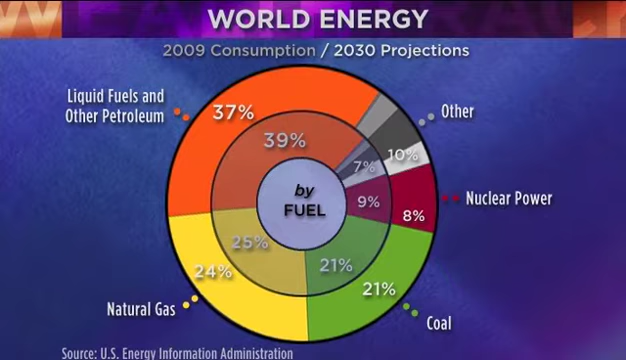 WORLD ENERGY
2009 Consumption / 2030 Projections
Liquid Fuels and
Other Petroleum
37%
39%
Other
10%
7%
Nuclear Power
8%
9%
by
FUEL
25%
24%
21%
21%
Natural Gas
Coal
Source: U.S. Energy Information Administration